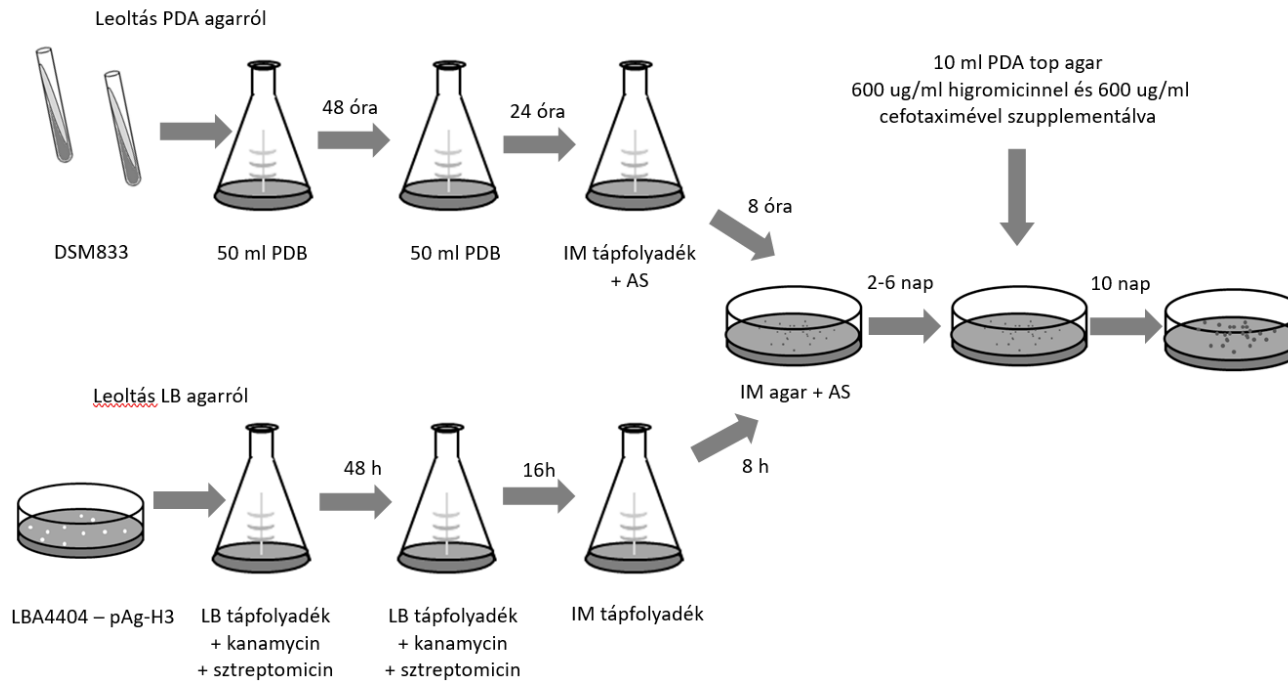 Leoltás PDA agarról
10 ml PDA top agar
600 ug/ml higromicinnel és 600 ug/ml
cefotaximével szupplementálva
48 óra
24 óra
8 óra
DSM833
50 ml PDB
50 ml PDB
IM tápfolyadék
+ AS
2-6 nap
10 nap
IM agar + AS
Leoltás LB agarról
48 h
16h
8 h
LBA4404 – pAg-H3
LB tápfolyadék
+ kanamycin
+ sztreptomicin
LB tápfolyadék
+ kanamycin
+ sztreptomicin
IM tápfolyadék